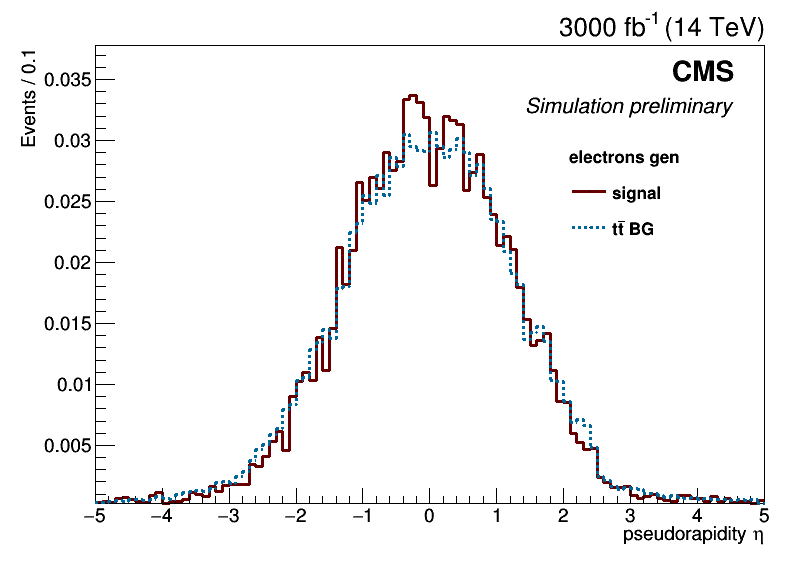 3000 fb⁻¹ (14 TeV)
CMS
Simulation preliminary
electrons gen
signal
tt̄ BG
Events / 0.1
0.035
0.03
0.025
0.02
0.015
0.01
0.005
−5 −4 −3 −2 −1 0 1 2 3 4 5
pseudorapidity η